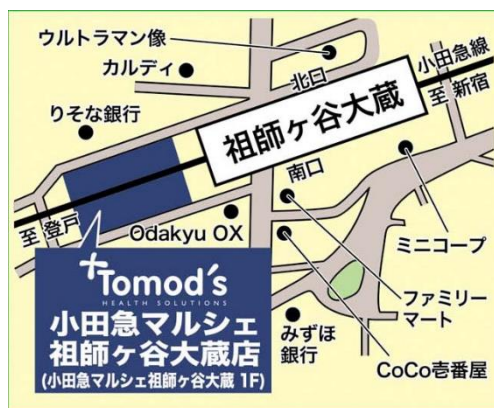 ウルトラマン像
カルディ
北口
小田急線
至 新宿
りそな銀行
祖師ヶ谷大蔵
南口
至 登戸
Odakyu OX
ミニコープ
Tomod's
HEALTH SOLUTIONS
小田急マルシェ
祖師ヶ谷大蔵店
(小田急マルシェ祖師ヶ谷大蔵 1F)
みずほ
銀行
ファミリー
マート
CoCo壱番屋